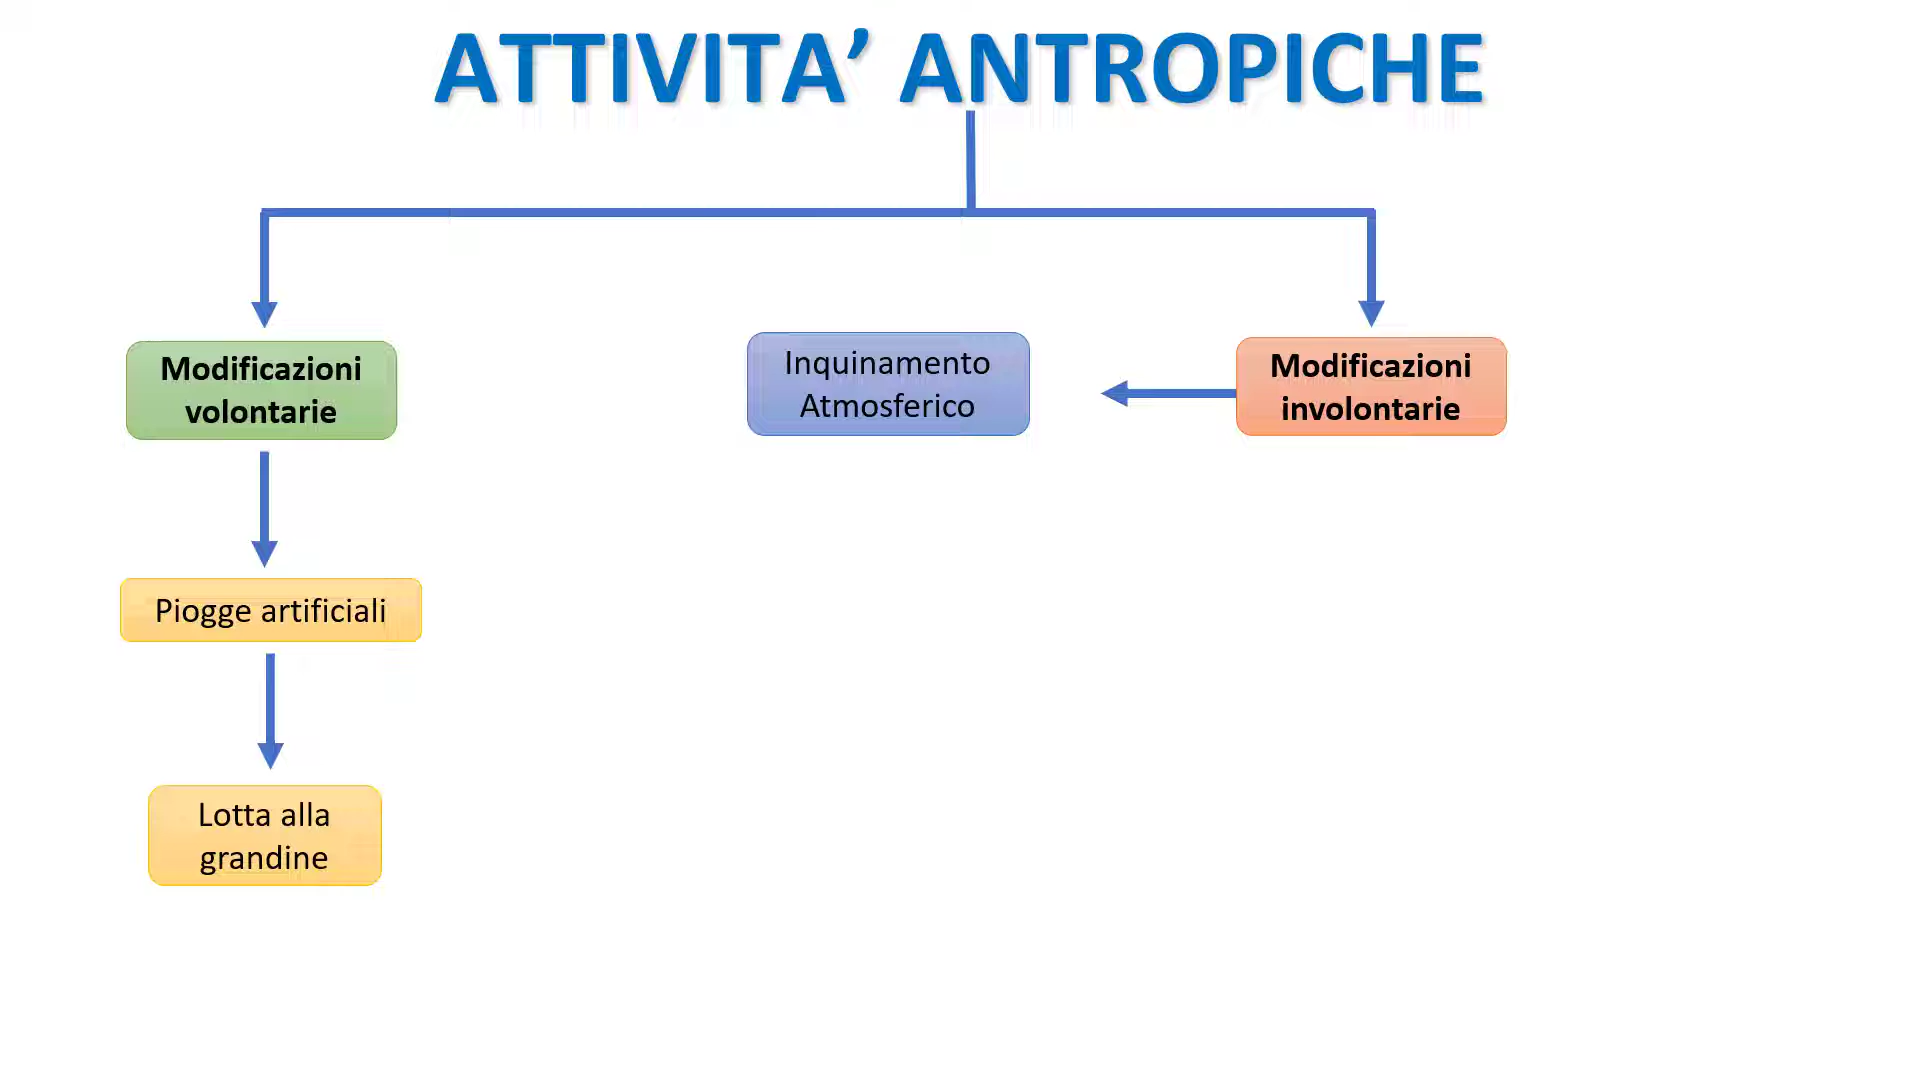 ATTIVITA’ ANTROPICHE
Modificazioni
volontarie
Inquinamento
Atmosferico
Modificazioni
involontarie
Piogge artificiali
Lotta alla
grandine